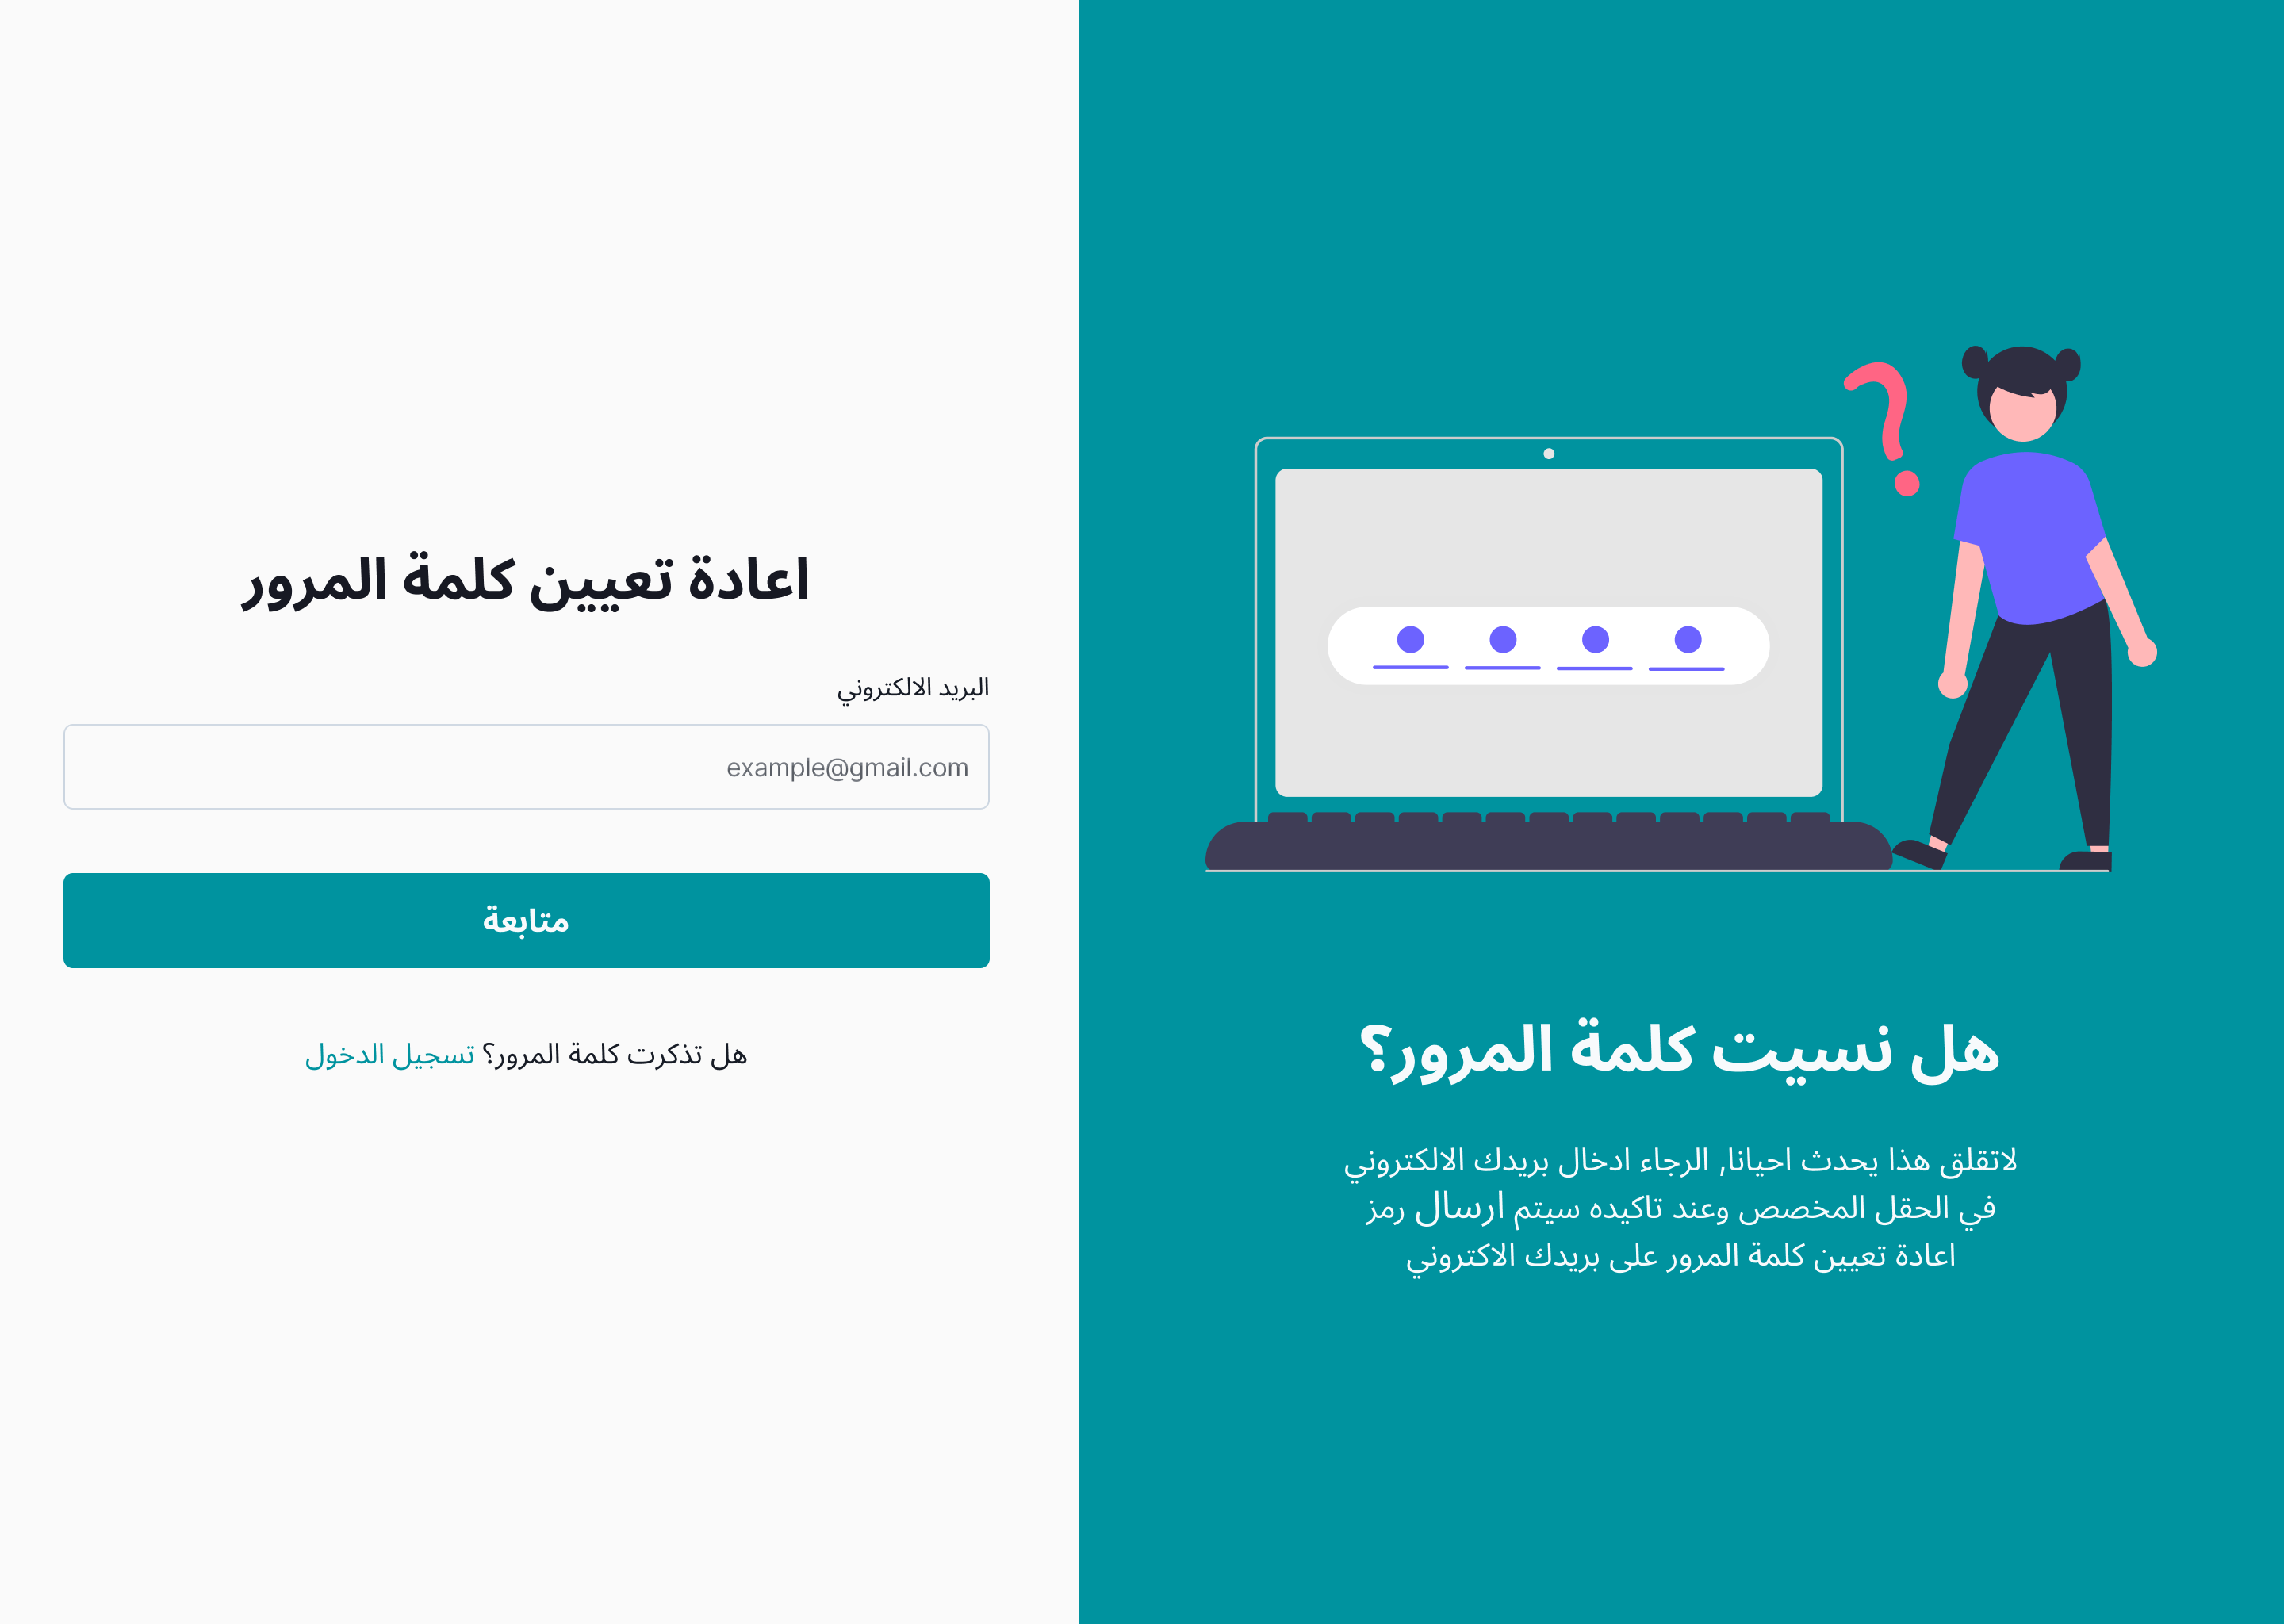 هل نسيت كلمة المرور؟
لاتقلق هذا يحدث احيانا, الرجاء ادخال بريدك الالكتروني
في الحقل المخصص وعند تاكيده سيتم ارسال رمز
اعادة تعيين كلمة المرور على بريدك الاكتروني
اعادة تعيين كلمة المرور
البريد الالكتروني
example@gmail.com
متابعة
هل تذكرت كلمة المرور؟ تسجيل الدخول